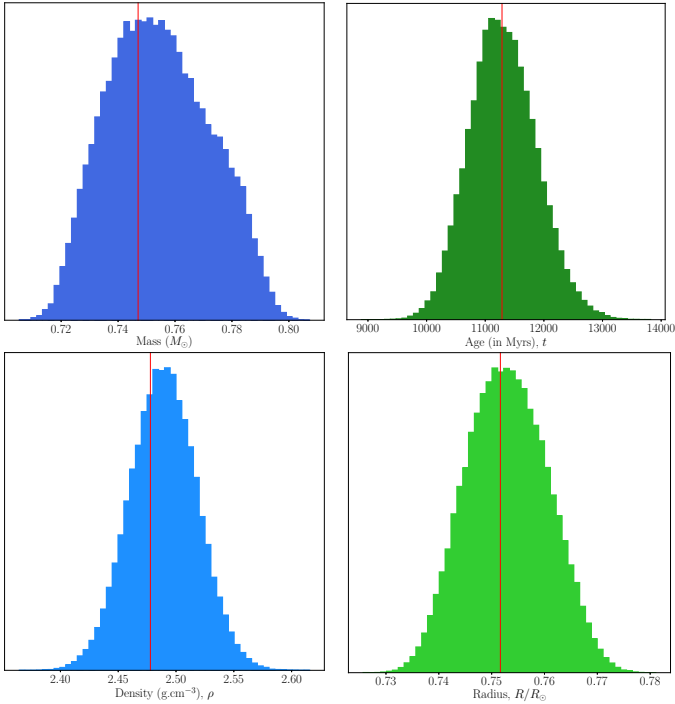 0.72 0.74 0.76 0.78 0.80
Mass (M⊙)
9000 10000 11000 12000 13000 14000
Age (in Myrs), t
2.40 2.45 2.50 2.55 2.60
Density (g.cm⁻³), ρ
0.73 0.74 0.75 0.76 0.77 0.78
Radius, R/R⊙